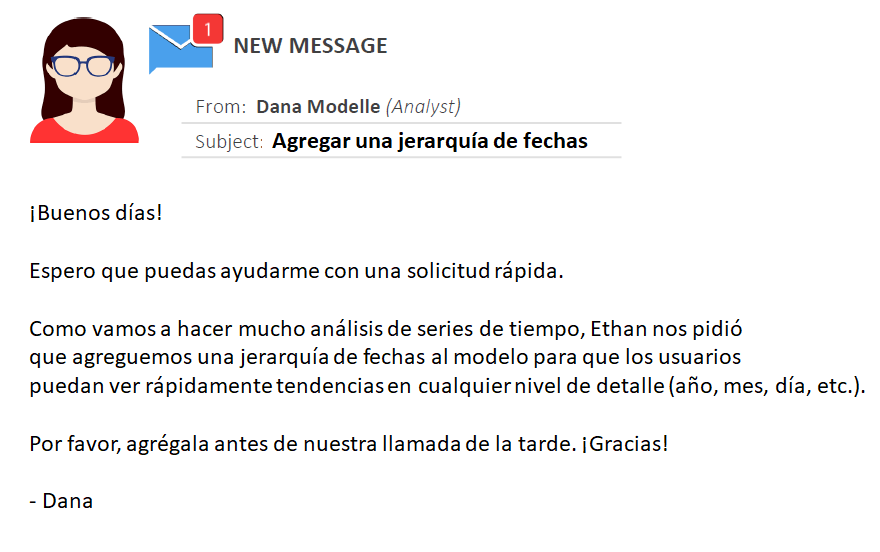 1
NEW MESSAGE
From: Dana Modelle (Analyst)
Subject: Agregar una jerarquía de fechas
¡Buenos días!
Espero que puedas ayudarme con una solicitud rápida.
Como vamos a hacer mucho análisis de series de tiempo, Ethan nos pidió
que agreguemos una jerarquía de fechas al modelo para que los usuarios
puedan ver rápidamente tendencias en cualquier nivel de detalle (año, mes, día, etc.).
Por favor, agrégala antes de nuestra llamada de la tarde. ¡Gracias!
- Dana